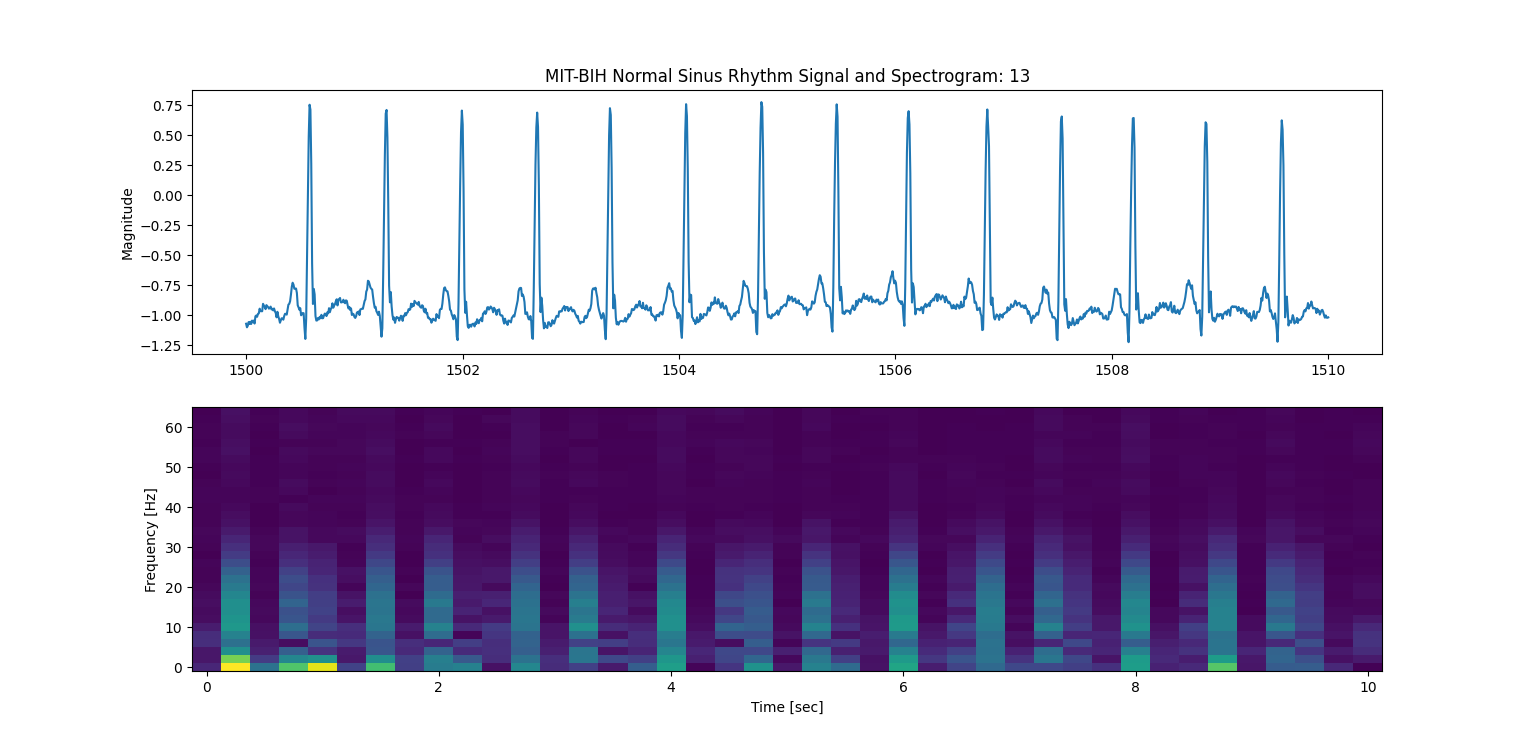 MIT-BIH Normal Sinus Rhythm Signal and Spectrogram: 13
Magnitude
0.75
0.50
0.25
0.00
−0.25
−0.50
−0.75
−1.00
−1.25
1500 1502 1504 1506 1508 1510
Frequency [Hz]
60
50
40
30
20
10
0
0 2 4 6 8 10
Time [sec]